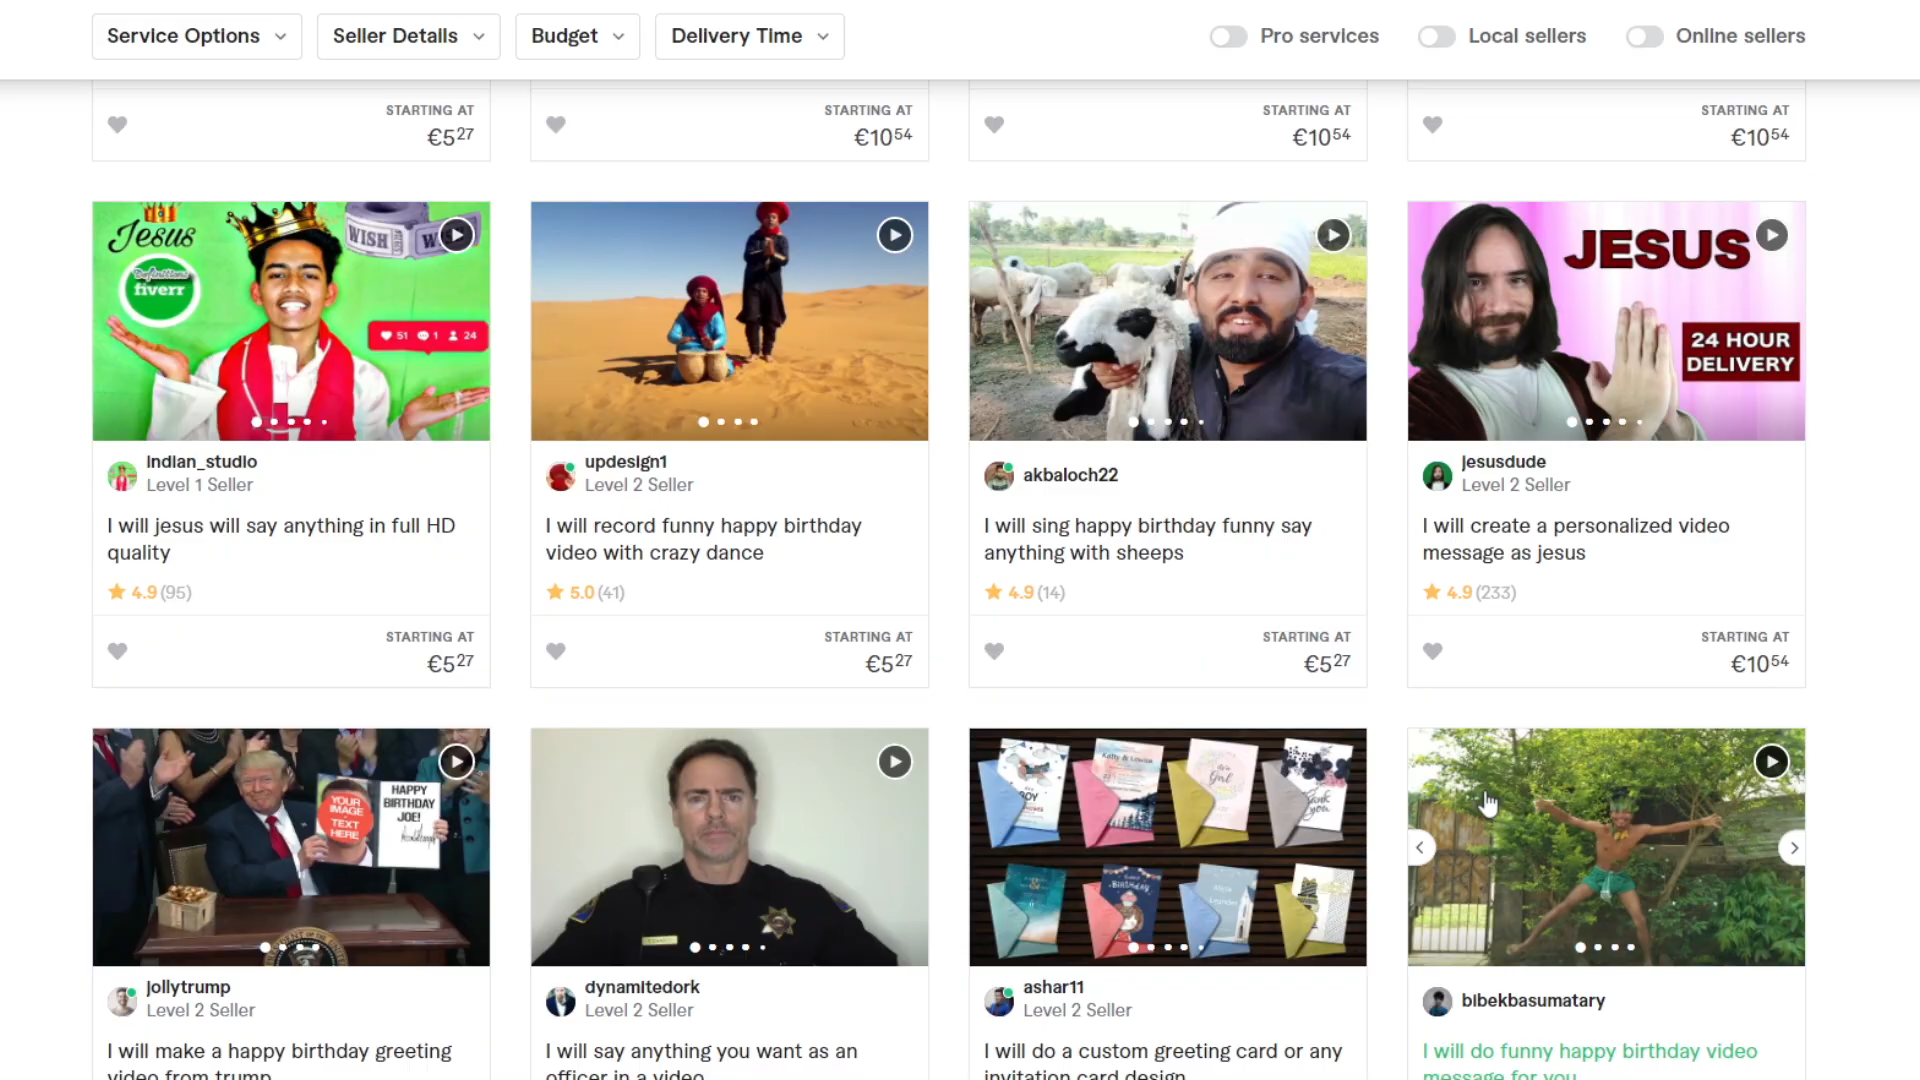 Service Options
Seller Details
Budget
Delivery Time
Pro services
Local sellers
Online sellers
STARTING AT
€5 27
STARTING AT
€10 54
STARTING AT
€10 54
STARTING AT
€10 54
Jesus
Definitions
fiverr
WISH
W
51 1 24
JESUS
24 HOUR
DELIVERY
indian_studio
Level 1 Seller
I will jesus will say anything in full HD
quality
4.9 (95)
STARTING AT
€5 27
updesign1
Level 2 Seller
I will record funny happy birthday
video with crazy dance
5.0 (41)
STARTING AT
€5 27
akbaloch22
I will sing happy birthday funny say
anything with sheeps
4.9 (14)
STARTING AT
€5 27
jesusdude
Level 2 Seller
I will create a personalized video
message as jesus
4.9 (233)
STARTING AT
€10 54
YOUR
IMAGE
TEXT
HERE
HAPPY
BIRTHDAY
JOE!
Girl
BIRTHDAY
jollytrump
Level 2 Seller
I will make a happy birthday greeting
video from trump
dynamitedork
Level 2 Seller
I will say anything you want as an
officer in a video
ashar11
Level 2 Seller
I will do a custom greeting card or any
invitation card design
bibekbasumatary
I will do funny happy birthday video
message for you